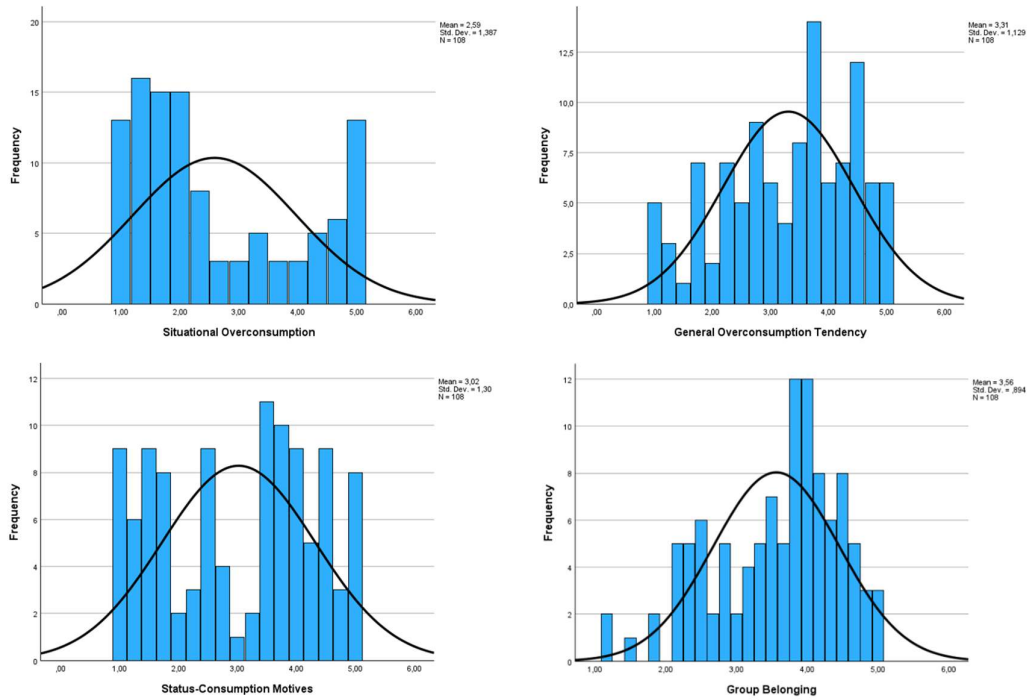 20
15
10
5
0
Frequency
,00 1,00 2,00 3,00 4,00 5,00 6,00
Situational Overconsumption
Mean = 2,59
Std. Dev. = 1,387
N = 108
12,5
10,0
7,5
5,0
2,5
0,0
Frequency
,00 1,00 2,00 3,00 4,00 5,00 6,00
General Overconsumption Tendency
Mean = 3,31
Std. Dev. = 1,129
N = 108
12
10
8
6
4
2
0
Frequency
,00 1,00 2,00 3,00 4,00 5,00 6,00
Status-Consumption Motives
Mean = 3,02
Std. Dev. = 1,30
N = 108
12
10
8
6
4
2
0
Frequency
1,00 2,00 3,00 4,00 5,00 6,00
Group Belonging
Mean = 3,56
Std. Dev. = ,894
N = 108